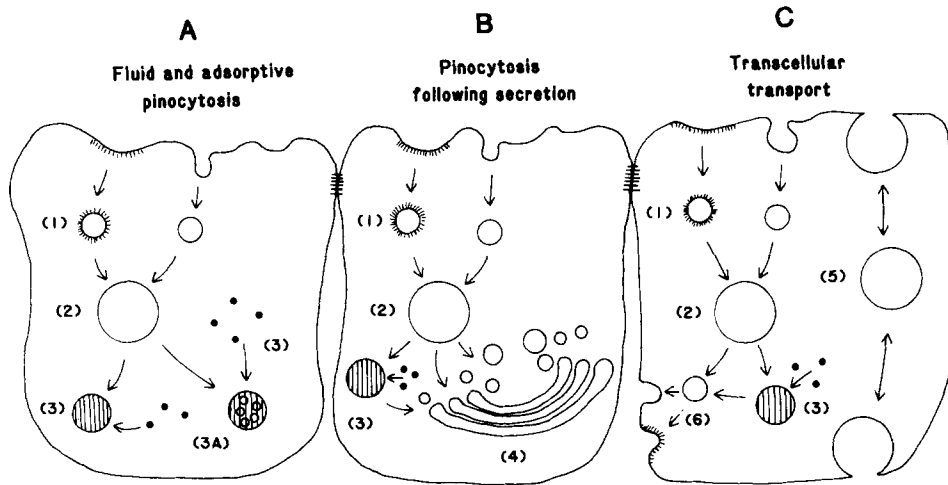 A
Fluid and adsorptive
pinocytosis
B
Pinocytosis
following secretion
C
Transcellular
transport
(1)
(2)
(3)
(3)
(3A)
(1)
(2)
(3)
(4)
(1)
(2)
(3)
(5)
(6)